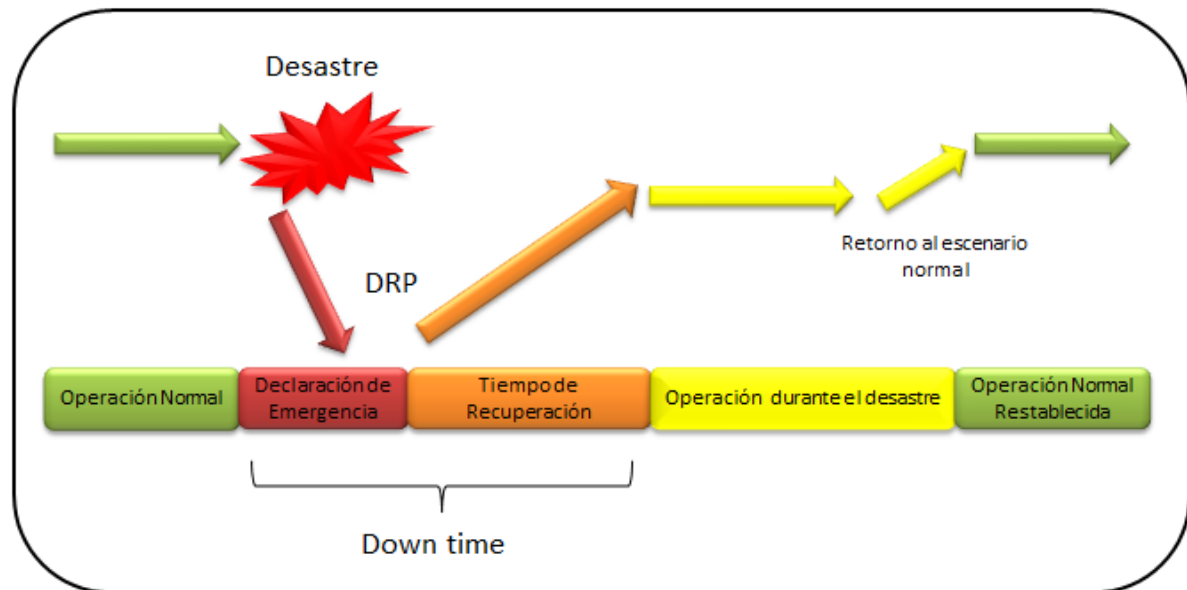 Desastre
DRP
Retorno al escenario
normal
Operación Normal
Declaración de
Emergencia
Tiempo de
Recuperación
Operación durante el desastre
Operación Normal
Restablecida
Down time